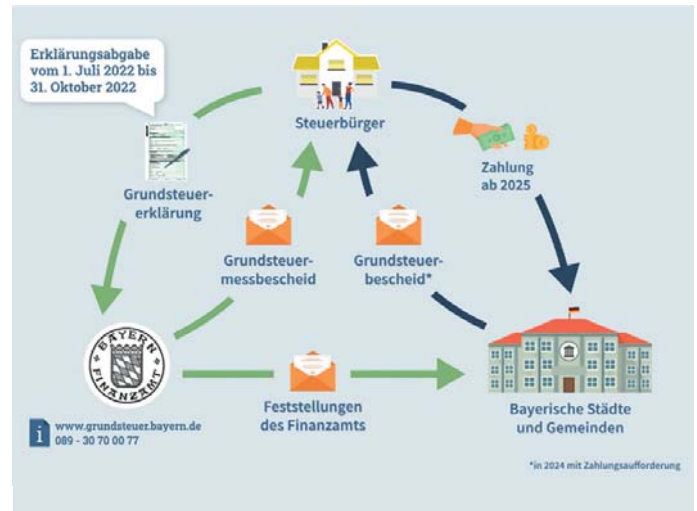 Erklärungsabgabe
vom 1. Juli 2022 bis
31. Oktober 2022
Steuerbürger
Zahlung
ab 2025
Grundsteuer-
erklärung
Grundsteuer-
messbescheid
Grundsteuer-
bescheid*
BAYERN
FINANZAMT
Feststellungen
des Finanzamts
Bayerische Städte
und Gemeinden
i
www.grundsteuer.bayern.de
089 - 30 70 00 77
*in 2024 mit Zahlungsaufforderung